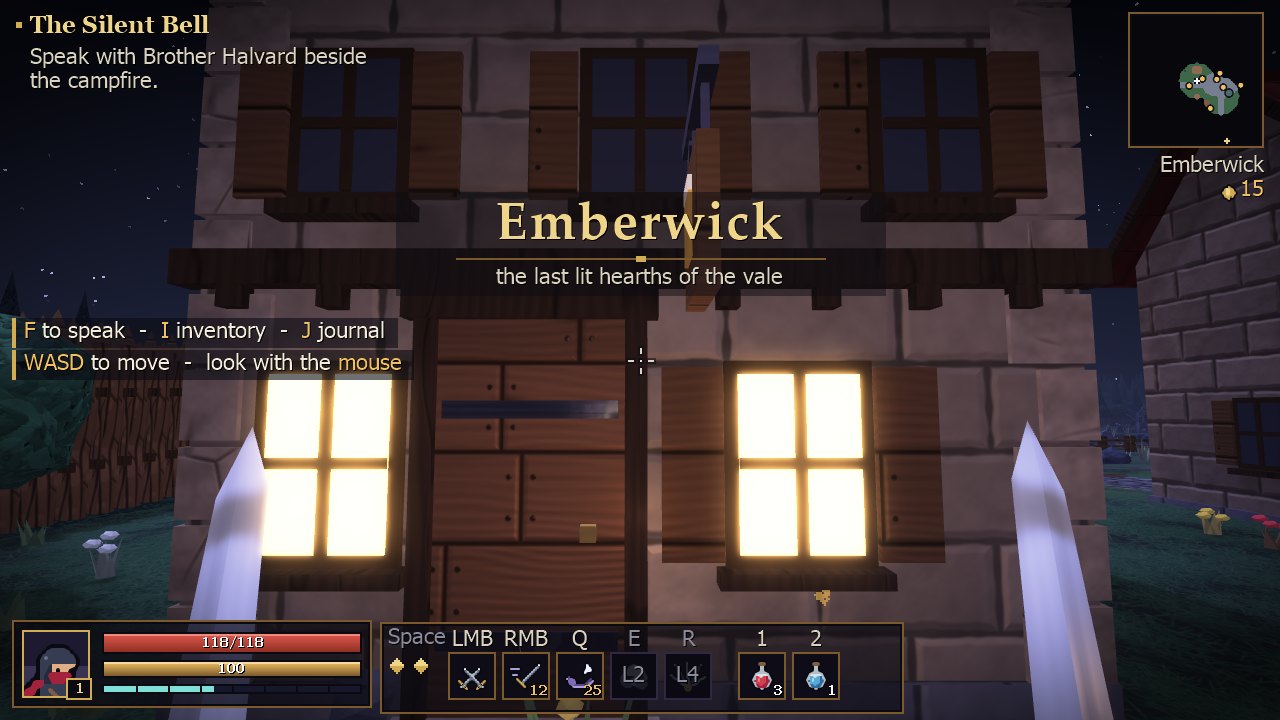 The Silent Bell
Speak with Brother Halvard beside
the campfire.
Emberwick
15
Emberwick
the last lit hearths of the vale
F to speak - I inventory - J journal
WASD to move - look with the mouse
118/118
100
1
Space LMB RMB Q E R 1 2
12 25 L2 L4 3 1